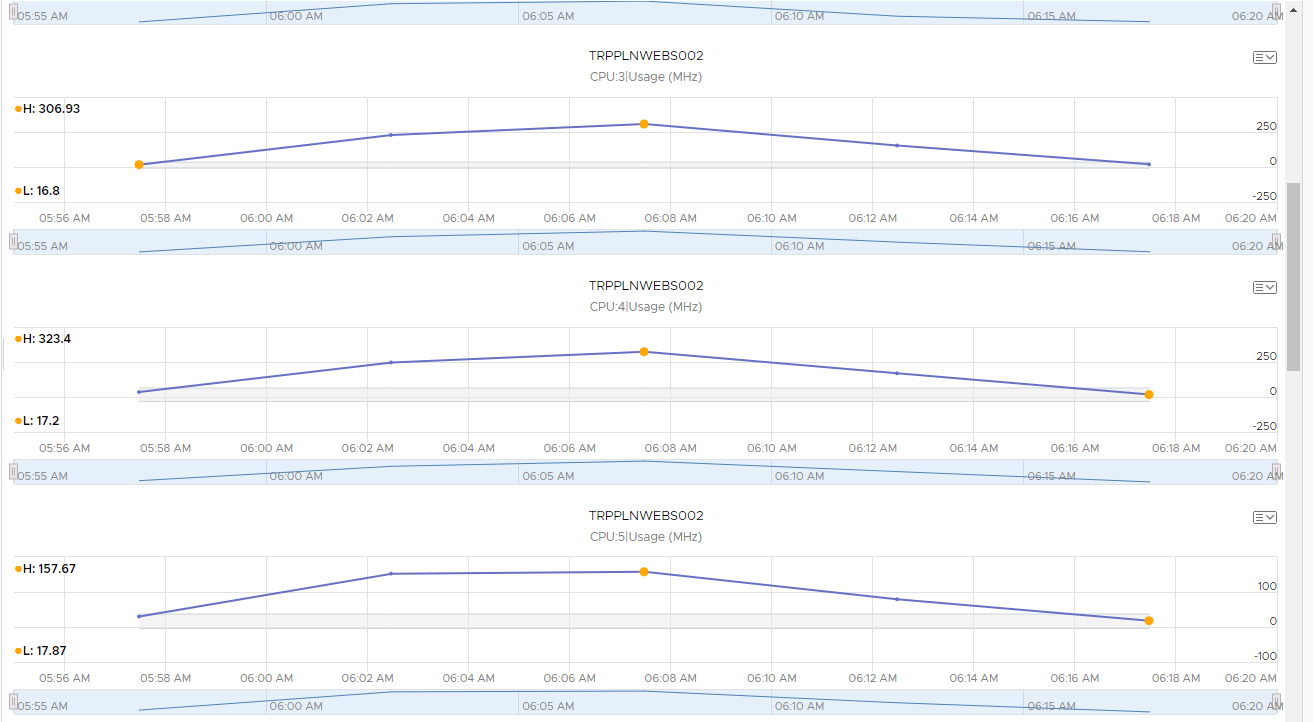 05:55 AM 06:00 AM 06:05 AM 06:10 AM 06:15 AM 06:20 AM
TRPPLNWEBS002
CPU:3|Usage (MHz)
H: 306.93
250
0
L: 16.8
-250
05:56 AM 05:58 AM 06:00 AM 06:02 AM 06:04 AM 06:06 AM 06:08 AM 06:10 AM 06:12 AM 06:14 AM 06:16 AM 06:18 AM 06:20 AM
05:55 AM 06:00 AM 06:05 AM 06:10 AM 06:15 AM 06:20 AM
TRPPLNWEBS002
CPU:4|Usage (MHz)
H: 323.4
250
0
L: 17.2
-250
05:56 AM 05:58 AM 06:00 AM 06:02 AM 06:04 AM 06:06 AM 06:08 AM 06:10 AM 06:12 AM 06:14 AM 06:16 AM 06:18 AM 06:20 AM
05:55 AM 06:00 AM 06:05 AM 06:10 AM 06:15 AM 06:20 AM
TRPPLNWEBS002
CPU:5|Usage (MHz)
H: 157.67
100
0
L: 17.87
-100
05:56 AM 05:58 AM 06:00 AM 06:02 AM 06:04 AM 06:06 AM 06:08 AM 06:10 AM 06:12 AM 06:14 AM 06:16 AM 06:18 AM 06:20 AM
05:55 AM 06:00 AM 06:05 AM 06:10 AM 06:15 AM 06:20 AM